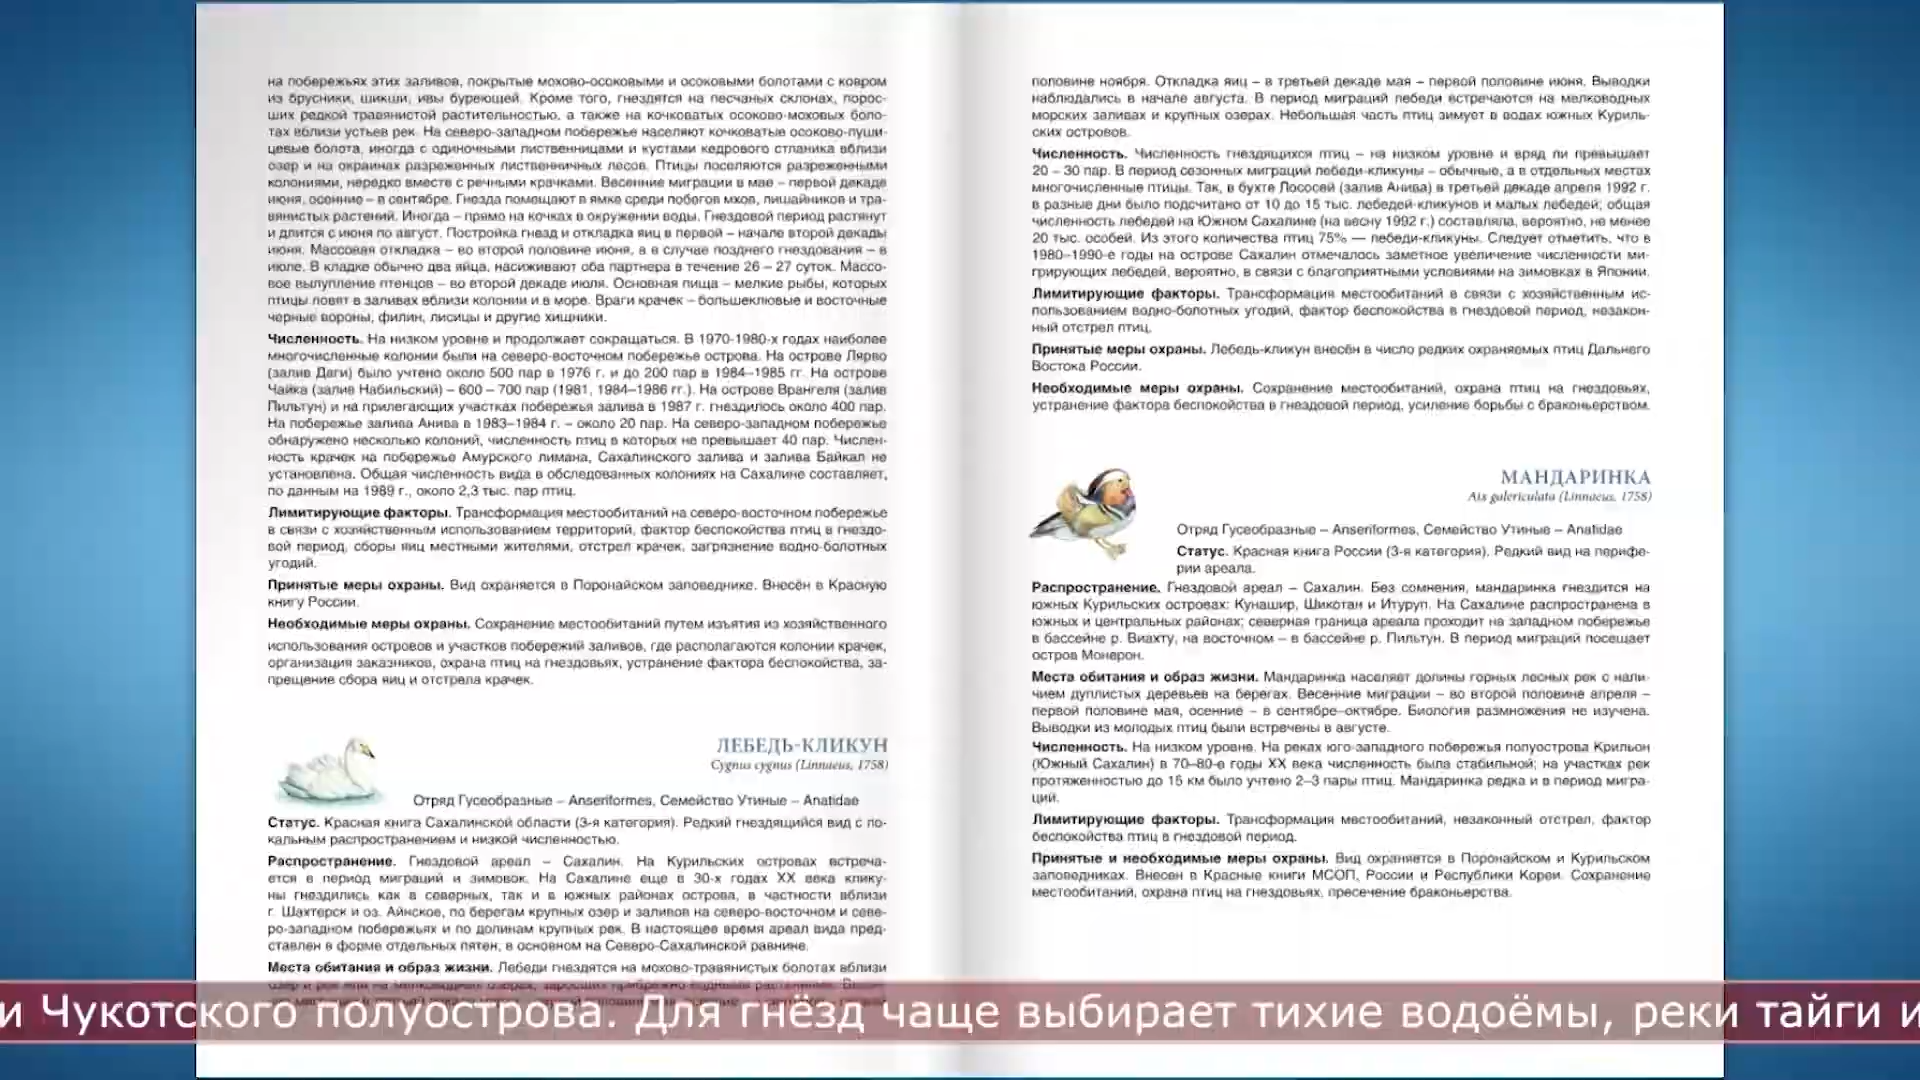 на побережьях этих заливов, покрытые мохово-осоковыми и осоковыми болотами с ковром
из брусники, шикши, ивы буреющей. Кроме того, гнездятся на песчаных склонах, порос-
ших редкой травянистой растительностью, а также на кочковатых осоково-моховых боло-
тах вблизи устьев рек. На северо-западном побережье населяют кочковатые осоково-пуши-
цевые болота, иногда с одиночными лиственницами и кустами кедрового стланика вблизи
озер и на окраинах разреженных лиственничных лесов. Птицы поселяются разреженными
колониями, нередко вместе с речными крачками. Весенние миграции в мае – первой декаде
июня, осенние – в сентябре. Гнезда помещают в ямке среди побегов мхов, лишайников и тра-
вянистых растений. Иногда – прямо на кочках в окружении воды. Гнездовой период растянут
и длится с июня по август. Постройка гнезд и откладка яиц в первой – начале второй декады
июня. Массовая откладка – во второй половине июня, а в случае позднего гнездования – в
июле. В кладке обычно два яйца, насиживают оба партнера в течение 26 – 27 суток. Массо-
вое вылупление птенцов – во второй декаде июля. Основная пища – мелкие рыбы, которых
птицы ловят в заливах вблизи колонии и в море. Враги крачек – большеклювые и восточные
черные вороны, филин, лисицы и другие хищники.
Численность. На низком уровне и продолжает сокращаться. В 1970-1980-х годах наиболее
многочисленные колонии были на северо-восточном побережье острова. На острове Лярво
(залив Даги) было учтено около 500 пар в 1976 г. и до 200 пар в 1984–1985 гг. На острове
Чайка (залив Набильский) – 600 – 700 пар (1981, 1984–1986 гг.). На острове Врангеля (залив
Пильтун) и на прилегающих участках побережья залива в 1987 г. гнездилось около 400 пар.
На побережье залива Анива в 1983–1984 г. – около 20 пар. На северо-западном побережье
обнаружено несколько колоний, численность птиц в которых не превышает 40 пар. Числен-
ность крачек на побережье Амурского лимана, Сахалинского залива и залива Байкал не
установлена. Общая численность вида в обследованных колониях на Сахалине составляет,
по данным на 1989 г., около 2,3 тыс. пар птиц.
Лимитирующие факторы. Трансформация местообитаний на северо-восточном побережье
в связи с хозяйственным использованием территорий, фактор беспокойства птиц в гнездо-
вой период, сборы яиц местными жителями, отстрел крачек, загрязнение водно-болотных
угодий.
Принятые меры охраны. Вид охраняется в Поронайском заповеднике. Внесён в Красную
книгу России.
Необходимые меры охраны. Сохранение местообитаний путем изъятия из хозяйственного
использования островов и участков побережий заливов, где располагаются колонии крачек,
организация заказников, охрана птиц на гнездовьях, устранение фактора беспокойства, за-
прещение сбора яиц и отстрела крачек.
ЛЕБЕДЬ-КЛИКУН
Cygnus cygnus (Linnaeus, 1758)
Отряд Гусеобразные – Anseriformes, Семейство Утиные – Anatidae
Статус. Красная книга Сахалинской области (3-я категория). Редкий гнездящийся вид с ло-
кальным распространением и низкой численностью.
Распространение. Гнездовой ареал – Сахалин. На Курильских островах встреча-
ется в период миграций и зимовок. На Сахалине еще в 30-х годах XX века клику-
ны гнездились как в северных, так и в южных районах острова, в частности вблизи
г. Шахтерск и оз. Айнское, по берегам крупных озер и заливов на северо-восточном и севе-
ро-западном побережьях и по долинам крупных рек. В настоящее время ареал вида пред-
ставлен в форме отдельных пятен, в основном на Северо-Сахалинской равнине.
Места обитания и образ жизни. Лебеди гнездятся на мохово-травянистых болотах вблизи
половине ноября. Откладка яиц – в третьей декаде мая – первой половине июня. Выводки
наблюдались в начале августа. В период миграций лебеди встречаются на мелководных
морских заливах и крупных озерах. Небольшая часть птиц зимует в водах южных Куриль-
ских островов.
Численность. Численность гнездящихся птиц – на низком уровне и вряд ли превышает
20 – 30 пар. В период сезонных миграций лебеди-кликуны – обычные, а в отдельных местах
многочисленные птицы. Так, в бухте Лососей (залив Анива) в третьей декаде апреля 1992 г.
в разные дни было подсчитано от 10 до 15 тыс. лебедей-кликунов и малых лебедей; общая
численность лебедей на Южном Сахалине (на весну 1992 г.) составляла, вероятно, не менее
20 тыс. особей. Из этого количества птиц 75% — лебеди-кликуны. Следует отметить, что в
1980–1990-е годы на острове Сахалин отмечалось заметное увеличение численности ми-
грирующих лебедей, вероятно, в связи с благоприятными условиями на зимовках в Японии.
Лимитирующие факторы. Трансформация местообитаний в связи с хозяйственным ис-
пользованием водно-болотных угодий, фактор беспокойства в гнездовой период, незакон-
ный отстрел птиц.
Принятые меры охраны. Лебедь-кликун внесён в число редких охраняемых птиц Дальнего
Востока России.
Необходимые меры охраны. Сохранение местообитаний, охрана птиц на гнездовьях,
устранение фактора беспокойства в гнездовой период, усиление борьбы с браконьерством.
МАНДАРИНКА
Aix galericulata (Linnaeus, 1758)
Отряд Гусеобразные – Anseriformes, Семейство Утиные – Anatidae
Статус. Красная книга России (3-я категория). Редкий вид на перифе-
рии ареала.
Распространение. Гнездовой ареал – Сахалин. Без сомнения, мандаринка гнездится на
южных Курильских островах: Кунашир, Шикотан и Итуруп. На Сахалине распространена в
южных и центральных районах; северная граница ареала проходит на западном побережье
в бассейне р. Виахту, на восточном – в бассейне р. Пильтун. В период миграций посещает
остров Монерон.
Места обитания и образ жизни. Мандаринка населяет долины горных лесных рек с нали-
чием дуплистых деревьев на берегах. Весенние миграции – во второй половине апреля –
первой половине мая, осенние – в сентябре–октябре. Биология размножения не изучена.
Выводки из молодых птиц были встречены в августе.
Численность. На низком уровне. На реках юго-западного побережья полуострова Крильон
(Южный Сахалин) в 70–80-е годы XX века численность была стабильной; на участках рек
протяженностью до 15 км было учтено 2–3 пары птиц. Мандаринка редка и в период мигра-
ций.
Лимитирующие факторы. Трансформация местообитаний, незаконный отстрел, фактор
беспокойства птиц в гнездовой период.
Принятые и необходимые меры охраны. Вид охраняется в Поронайском и Курильском
заповедниках. Внесен в Красные книги МСОП, России и Республики Кореи. Сохранение
местообитаний, охрана птиц на гнездовьях, пресечение браконьерства.
и Чукотского полуострова. Для гнёзд чаще выбирает тихие водоёмы, реки тайги и